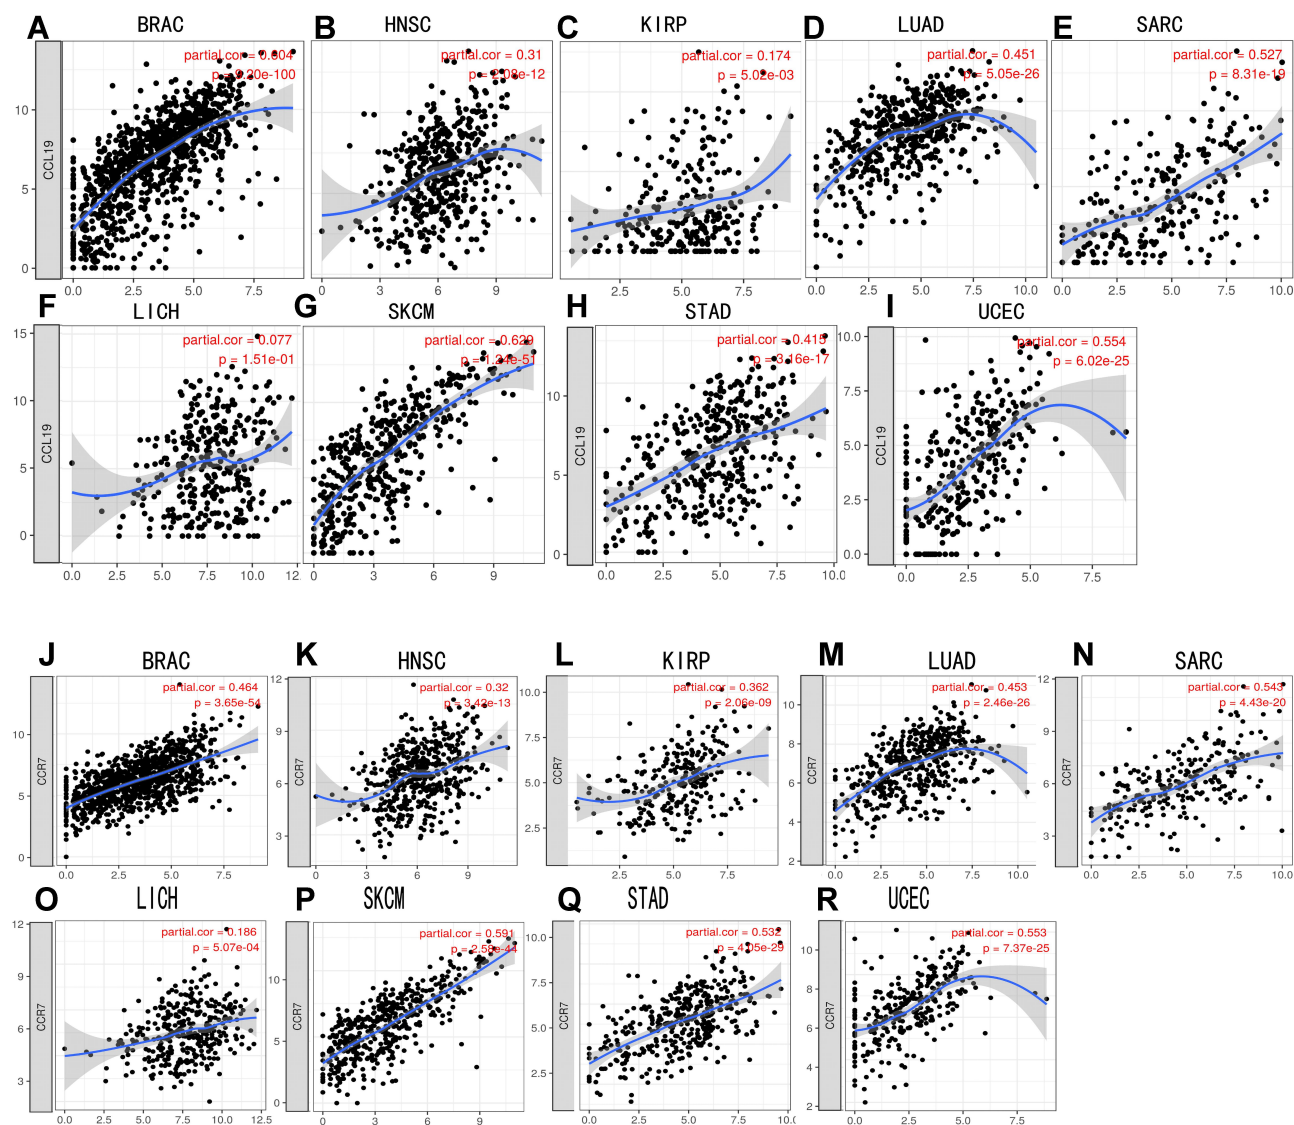 A BRAC
partial.cor = 0.604
p = 9.20e-100
CCL19
10
5
0
0.0 2.5 5.0 7.5
B HNSC
partial.cor = 0.31
p = 2.08e-12
0 3 6 9
C KIRP
partial.cor = 0.174
p = 5.02e-03
2.5 5.0 7.5
D LUAD
partial.cor = 0.451
p = 5.05e-26
0.0 2.5 5.0 7.5 10.0
E SARC
partial.cor = 0.527
p = 8.31e-19
0.0 2.5 5.0 7.5 10.0
F LICH
partial.cor = 0.077
p = 1.51e-01
CCL19
15
10
5
0
0.0 2.5 5.0 7.5 10.0 12
G SKCM
partial.cor = 0.629
p = 1.24e-51
0 3 6 9
H STAD
partial.cor = 0.415
p = 3.16e-17
CCL19
10
5
0
0.0 2.5 5.0 7.5 10.0
I UCEC
partial.cor = 0.554
p = 6.02e-25
CCL19
10.0
7.5
5.0
2.5
0.0
0.0 2.5 5.0 7.5
J BRAC
partial.cor = 0.464
p = 3.65e-54
CCR7
10
5
0
0.0 2.5 5.0 7.5
K HNSC
partial.cor = 0.32
p = 3.42e-13
CCR7
12
9
6
3
0 3 6 9
L KIRP
partial.cor = 0.362
p = 2.06e-09
CCR7
10.0
7.5
5.0
2.5
2.5 5.0 7.5
M LUAD
partial.cor = 0.453
p = 2.46e-26
CCR7
10
8
6
4
2
0.0 2.5 5.0 7.5 10.0
N SARC
partial.cor = 0.543
p = 4.43e-20
CCR7
12
9
6
3
0.0 2.5 5.0 7.5 10.0
O LICH
partial.cor = 0.186
p = 5.07e-04
CCR7
12
9
6
3
0.0 2.5 5.0 7.5 10.0 12.5
P SKCM
partial.cor = 0.591
p = 2.58e-44
CCR7
10
5
0
0 3 6 9
Q STAD
partial.cor = 0.532
p = 4.05e-29
CCR7
10.0
7.5
5.0
2.5
0.0 2.5 5.0 7.5 10.0
R UCEC
partial.cor = 0.553
p = 7.37e-25
CCR7
10
8
6
4
2
0.0 2.5 5.0 7.5